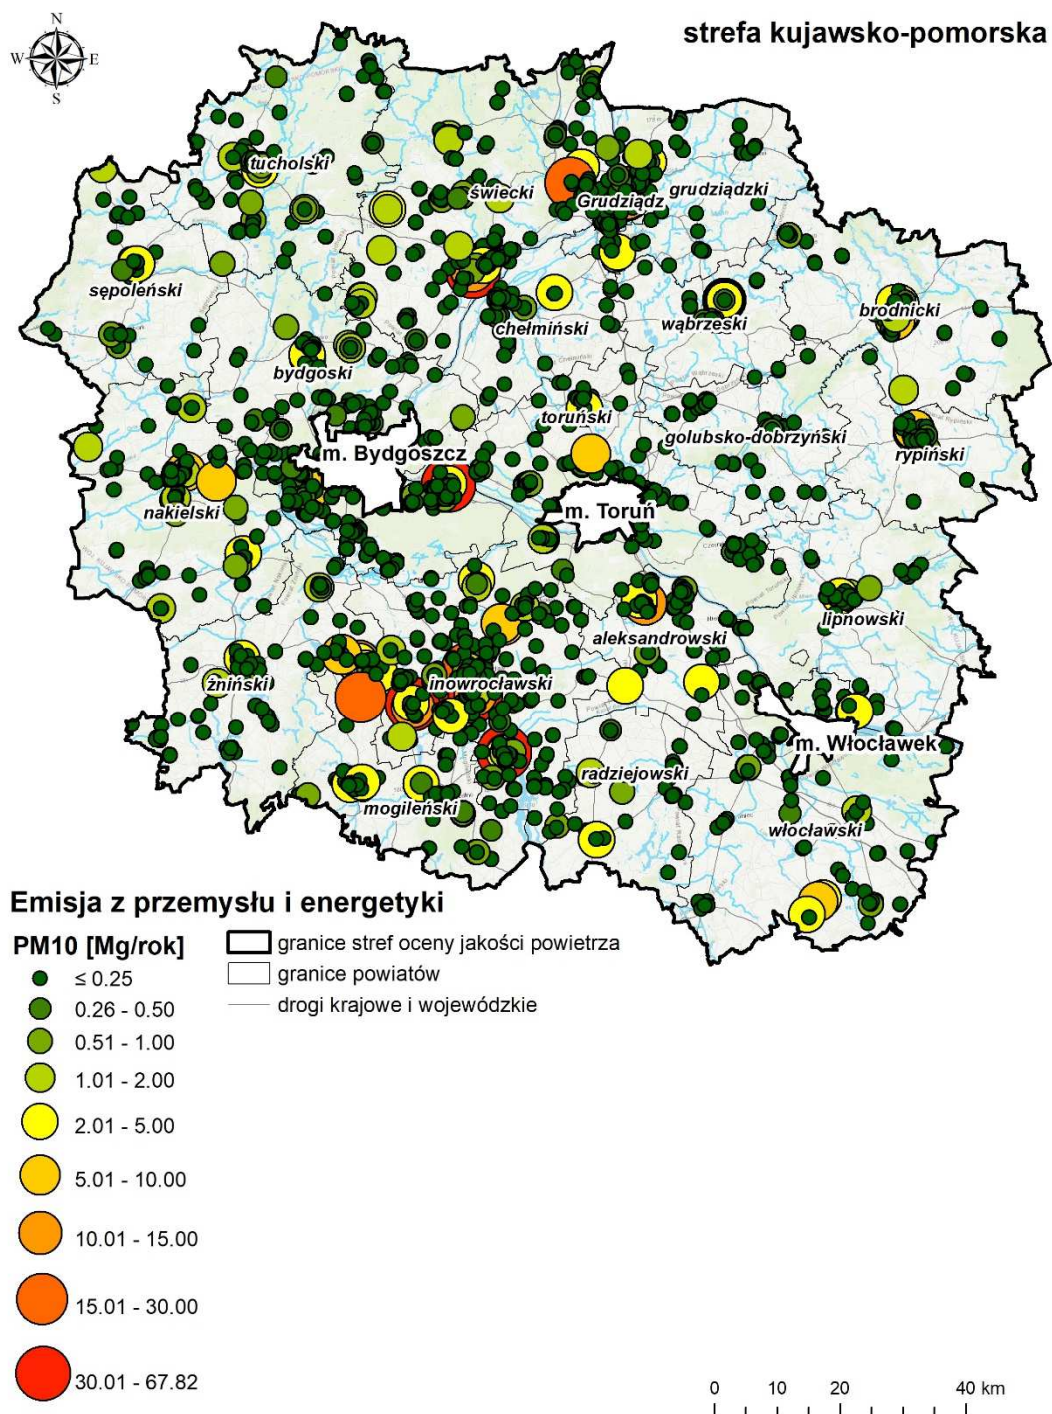 N
strefa kujawsko-pomorska
W
E
S
tucholski
świecki
grudziądzki
Grudziądz
sępoleński
brodnicki
wąbrzeski
chełmiński
bydgoski
toruński
golubsko-dobrzyński
rypiński
m. Bydgoszcz
nakielski
m. Toruń
lipnowski
aleksandrowski
żniński
inowrocławski
m. Włocławek
radziejowski
mogileński
włocławski
Emisja z przemysłu i energetyki
PM10 [Mg/rok]
≤ 0.25
0.26 - 0.50
0.51 - 1.00
1.01 - 2.00
2.01 - 5.00
5.01 - 10.00
10.01 - 15.00
15.01 - 30.00
30.01 - 67.82
granice stref oceny jakości powietrza
granice powiatów
drogi krajowe i wojewódzkie
0 10 20 40 km